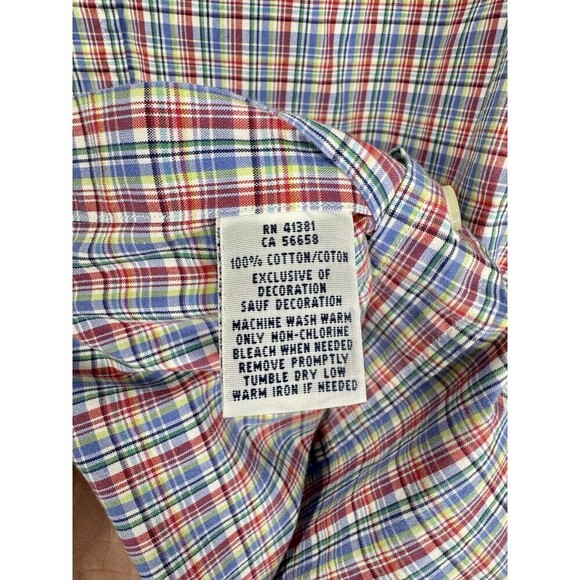 RN 41381
CA 56658
100% COTTON/COTON
EXCLUSIVE OF
DECORATION
SAUF DECORATION
MACHINE WASH WARM
ONLY NON-CHLORINE
BLEACH WHEN NEEDED
REMOVE PROMPTLY
TUMBLE DRY LOW
WARM IRON IF NEEDED